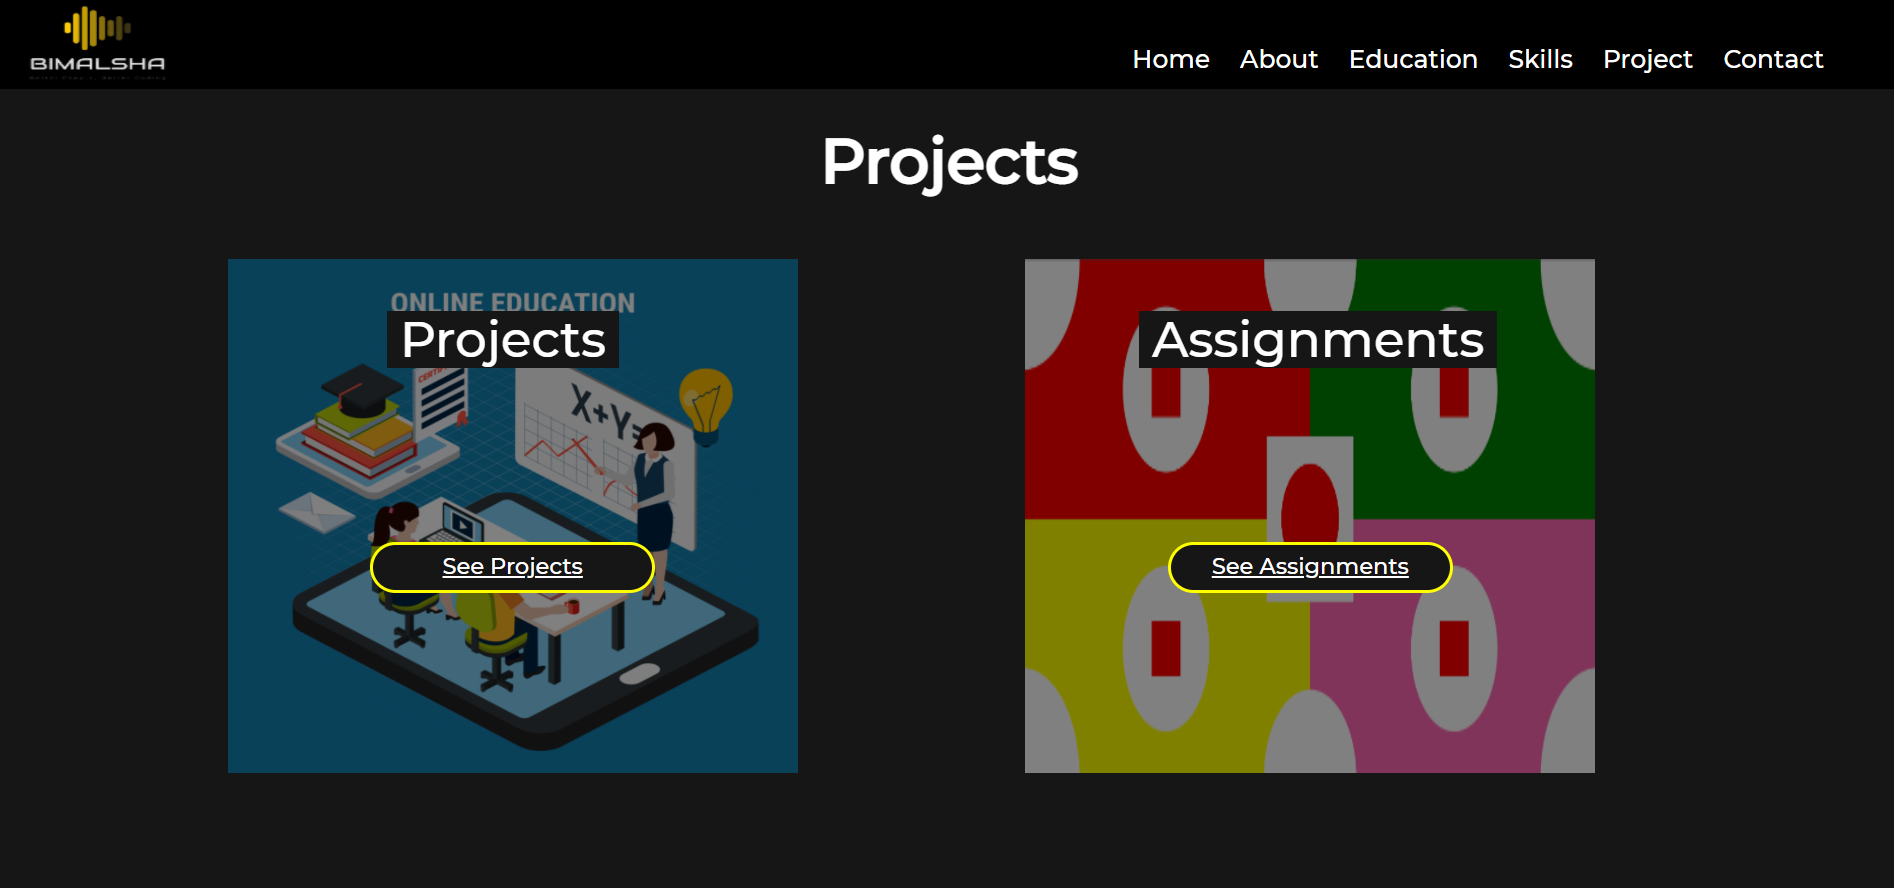 BIMALSHA
Home About Education Skills Project Contact
Projects
ONLINE EDUCATION
Projects
Assignments
X+Y=
See Projects
See Assignments